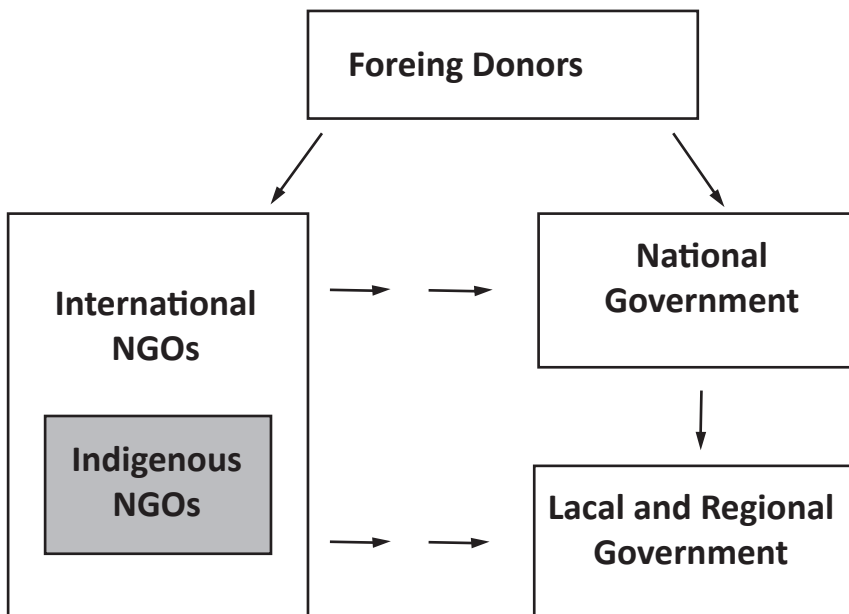 Foreing Donors
International
NGOs
Indigenous
NGOs
National
Government
Lacal and Regional
Government